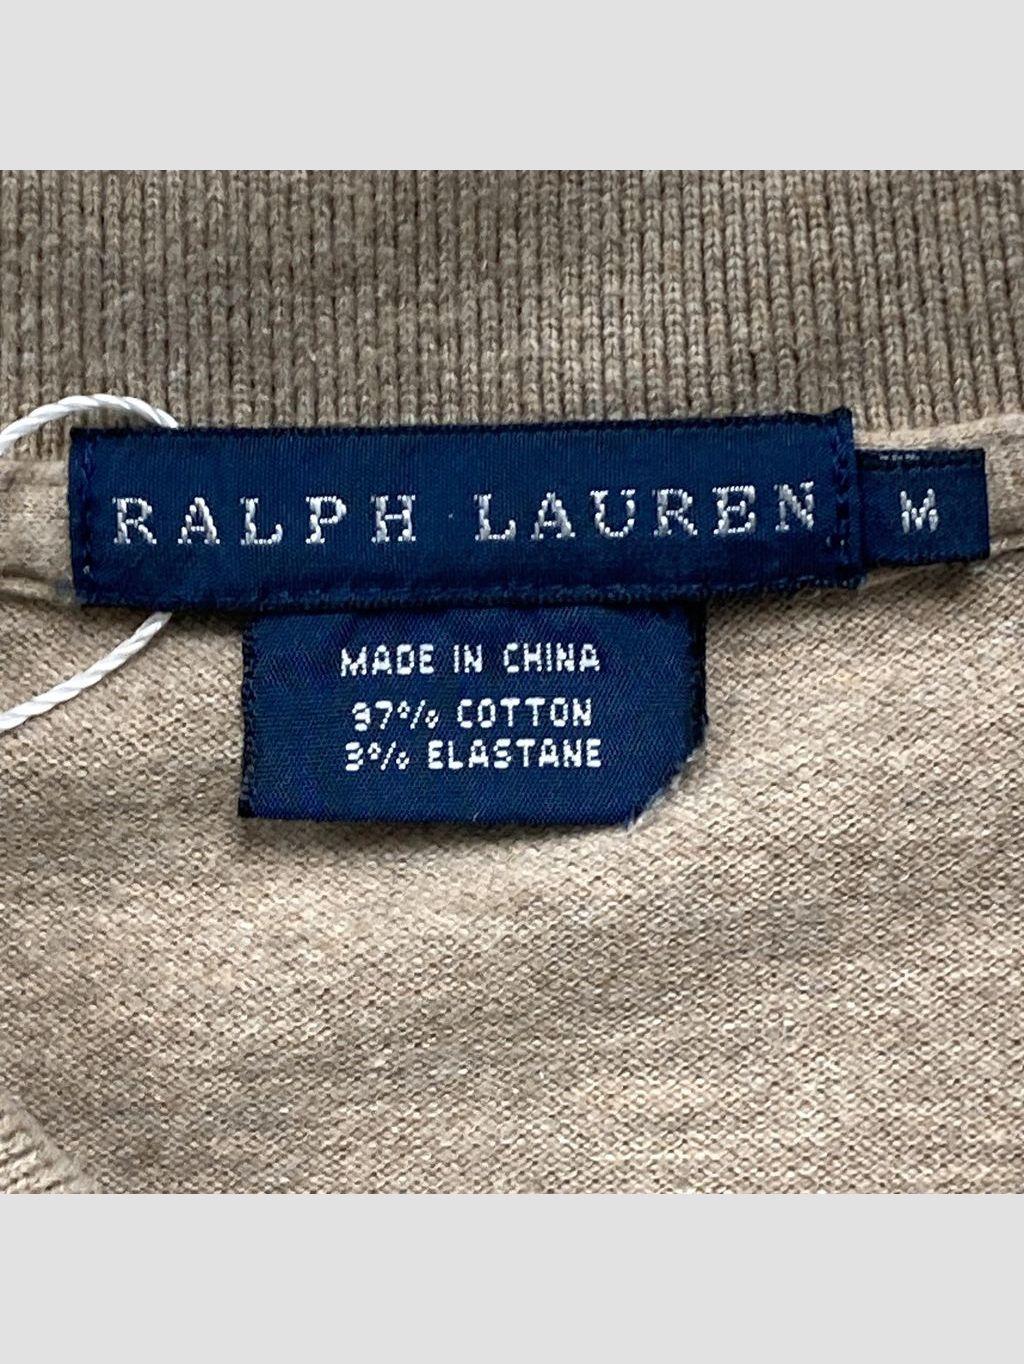 RALPH LAUREN
M
MADE IN CHINA
97% COTTON
3% ELASTANE